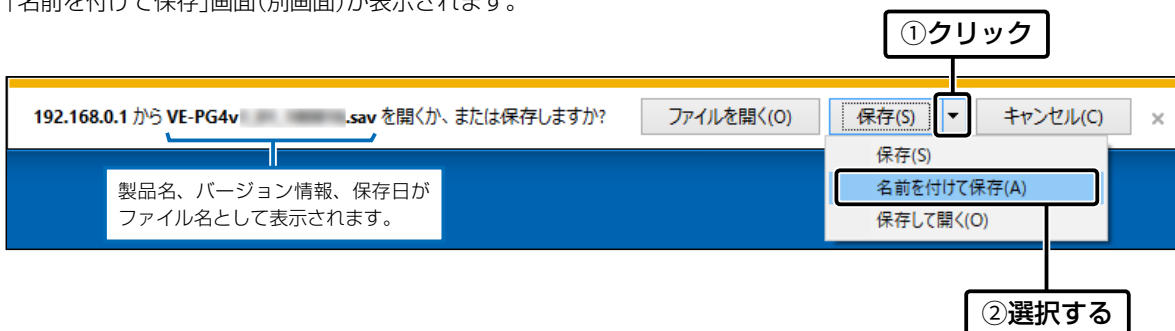 「名前を付けて保存」画面(別画面)が表示されます。
①クリック
192.168.0.1 から VE-PG4v .sav を開くか、または保存しますか?
ファイルを開く(O)
保存(S)
キャンセル(C)
×
保存(S)
名前を付けて保存(A)
保存して開く(O)
製品名、バージョン情報、保存日が
ファイル名として表示されます。
②選択する